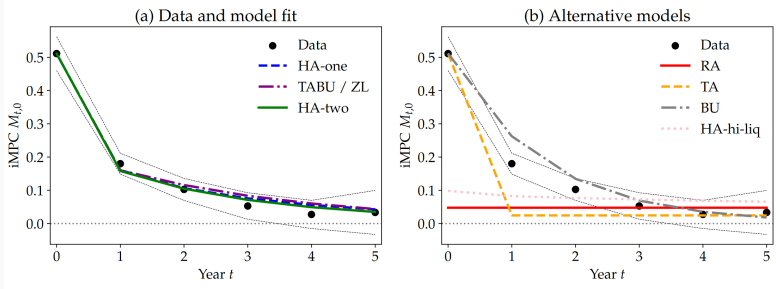 (a) Data and model fit
iMPC M_{t,0}
0.5
0.4
0.3
0.2
0.1
0.0
Data
HA-one
TABU / ZL
HA-two
0 1 2 3 4 5
Year t
(b) Alternative models
iMPC M_{t,0}
0.5
0.4
0.3
0.2
0.1
0.0
Data
RA
TA
BU
HA-hi-liq
0 1 2 3 4 5
Year t